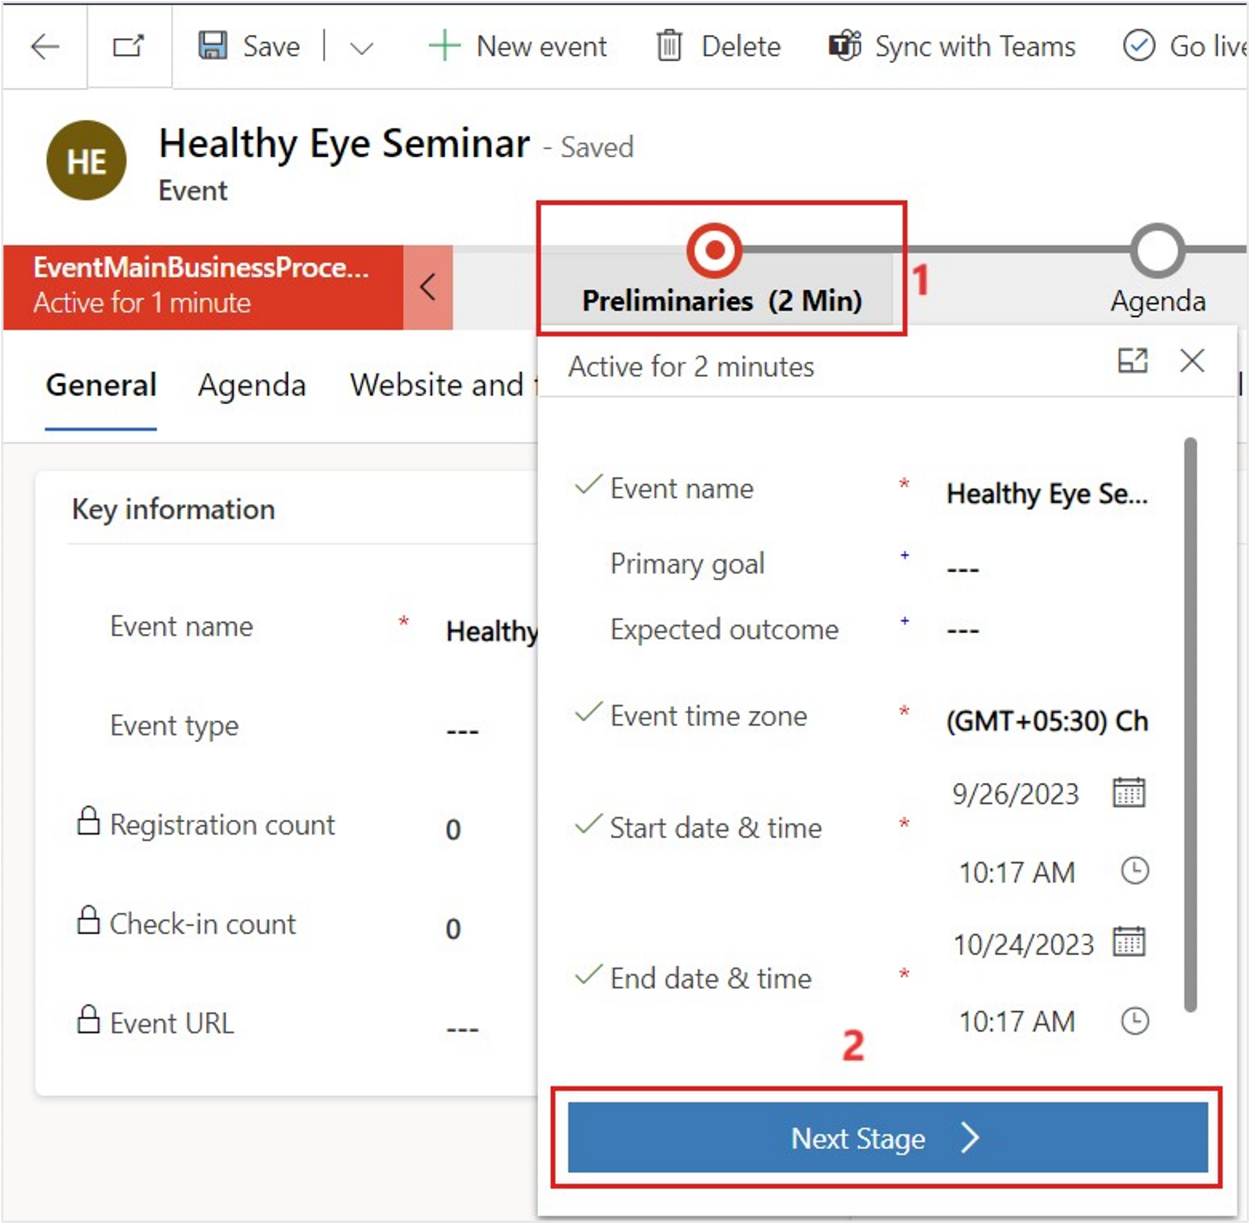 Save | New event Delete Sync with Teams Go live
HE
Healthy Eye Seminar - Saved
Event
EventMainBusinessProce...
Active for 1 minute
Preliminaries (2 Min)
1
Agenda
General Agenda Website and f
Active for 2 minutes
Key information
Event name * Healthy
Event type ---
Registration count 0
Check-in count 0
Event URL ---
Event name * Healthy Eye Se...
Primary goal + ---
Expected outcome + ---
Event time zone * (GMT+05:30) Ch
Start date & time * 9/26/2023
10:17 AM
End date & time * 10/24/2023
10:17 AM
2
Next Stage